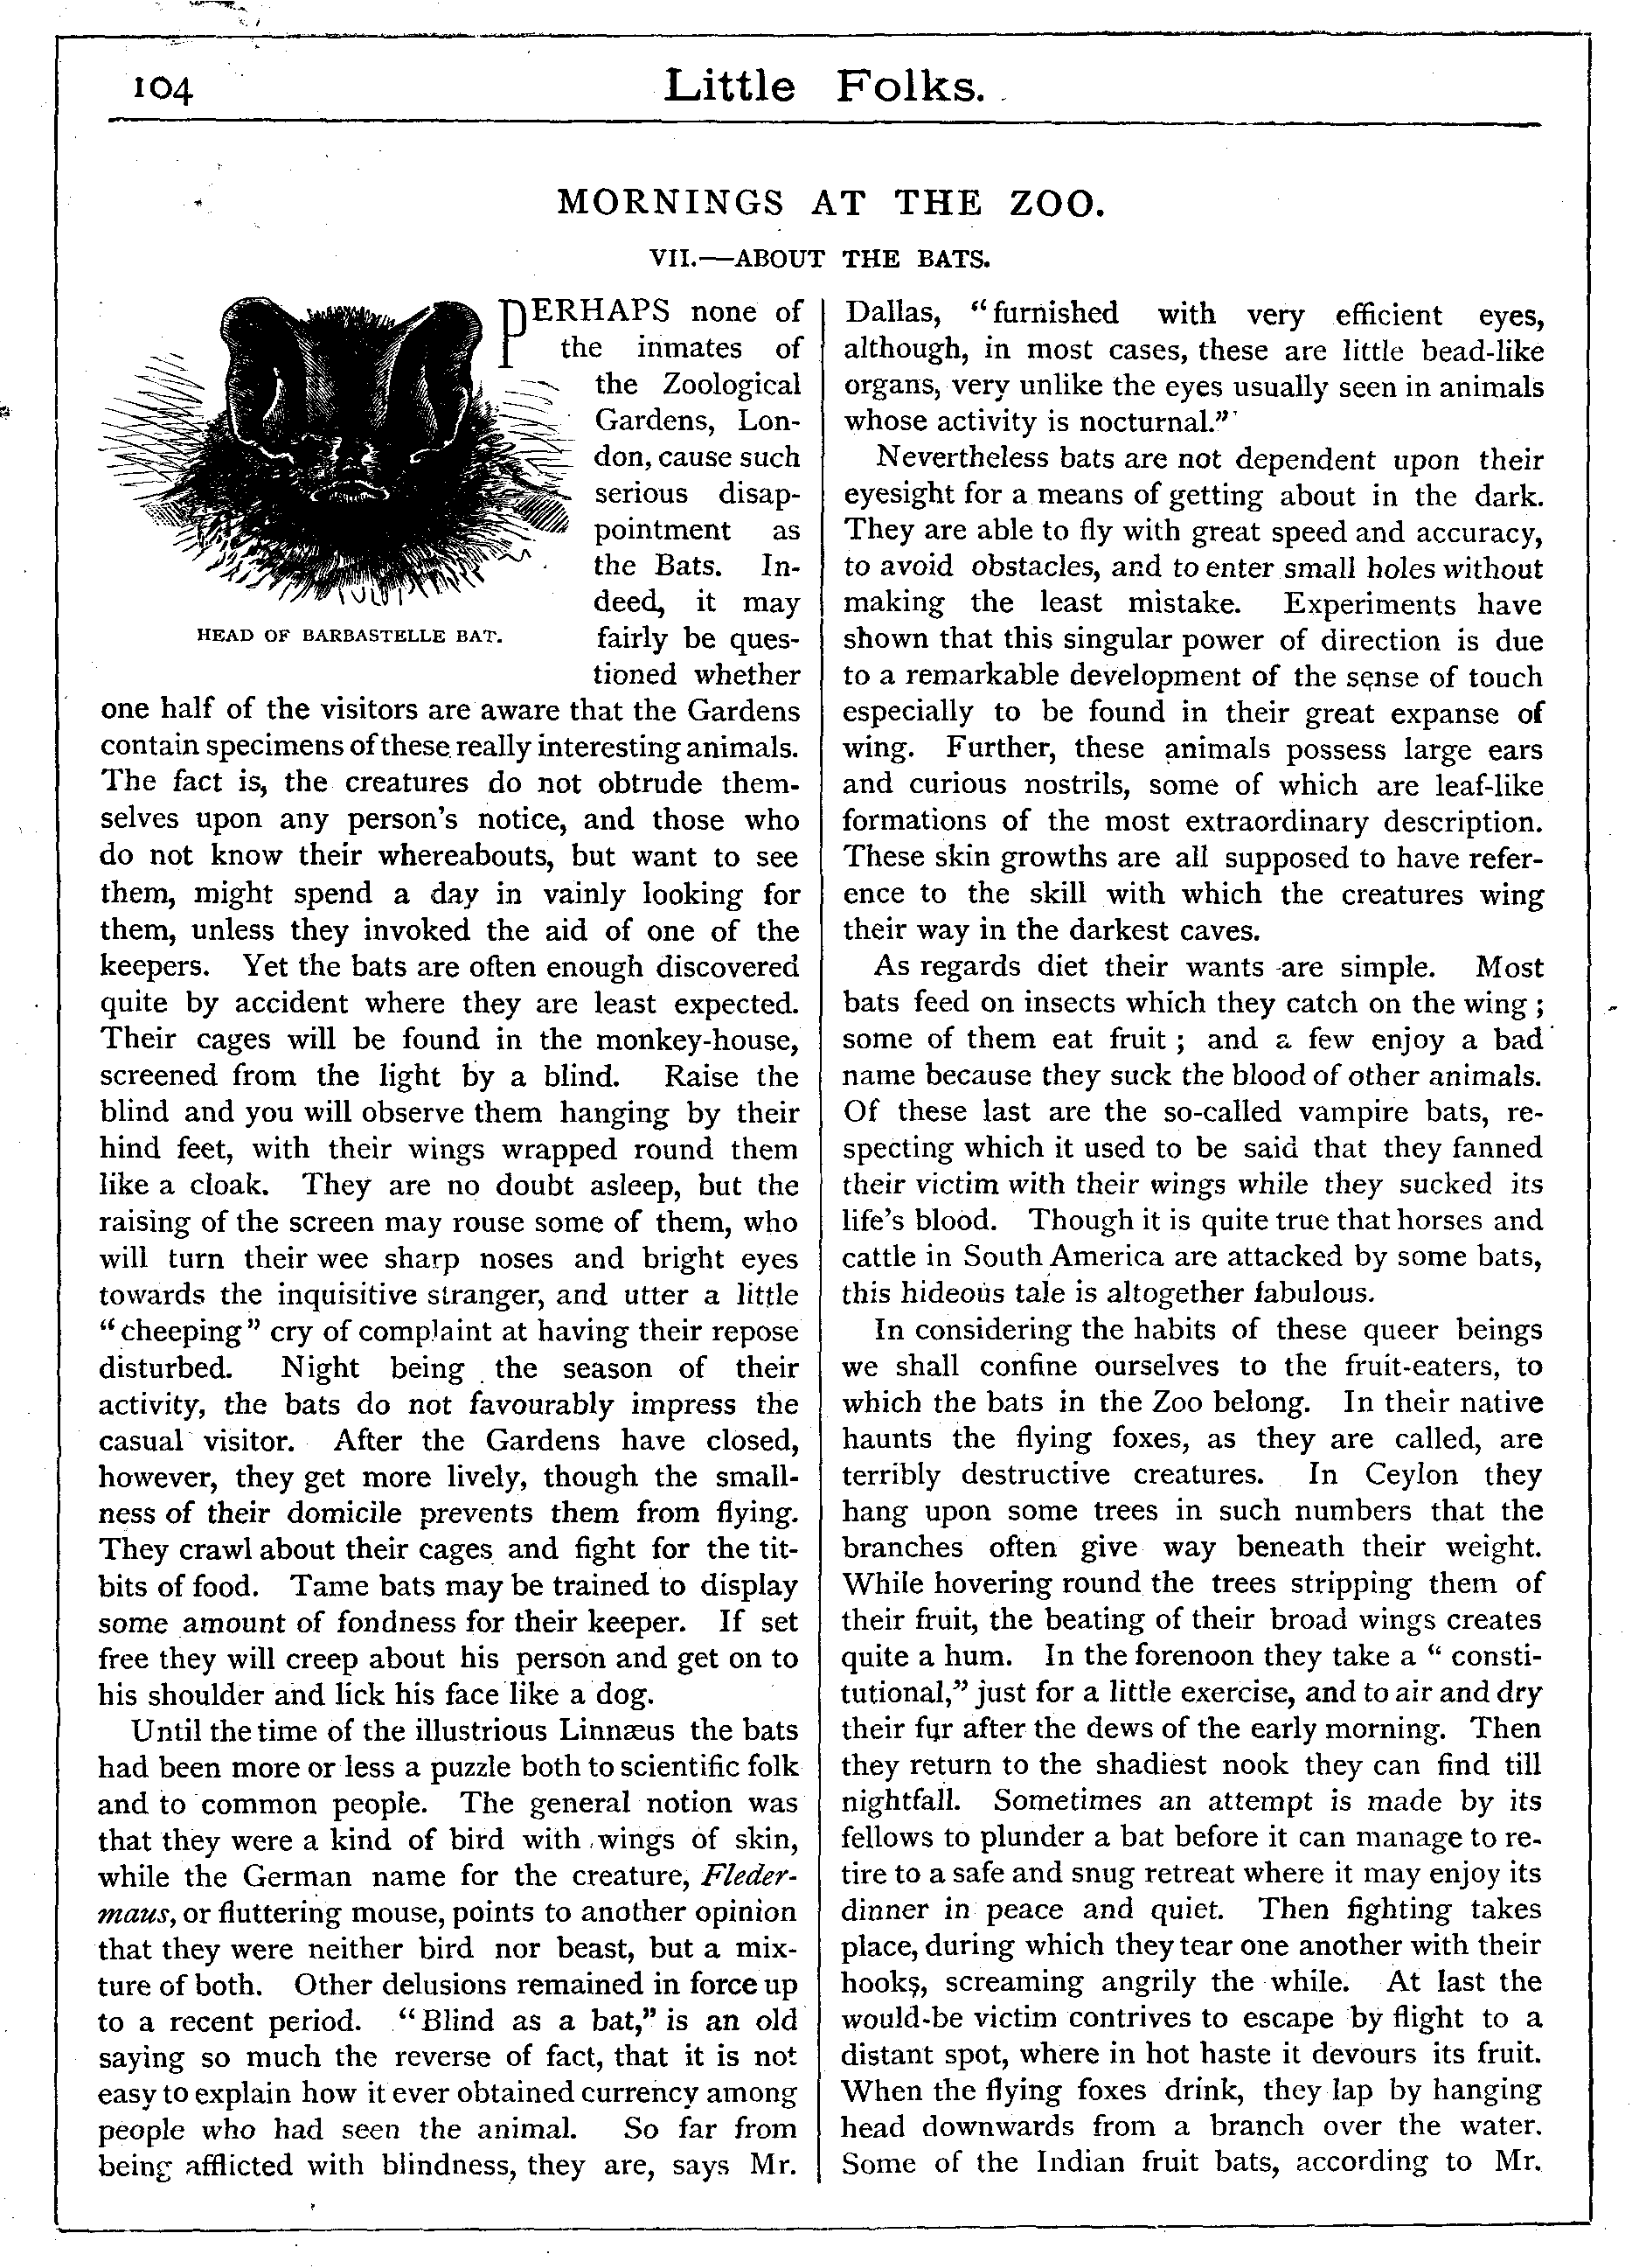 104
Little Folks.
MORNINGS AT THE ZOO.
VII.—ABOUT THE BATS.
HEAD OF BARBASTELLE BAT.
PERHAPS none of
the inmates of
the Zoological
Gardens, Lon-
don, cause such
serious disap-
pointment as
the Bats. In-
deed, it may
fairly be ques-
tioned whether
one half of the visitors are aware that the Gardens
contain specimens of these really interesting animals.
The fact is, the creatures do not obtrude them-
selves upon any person's notice, and those who
do not know their whereabouts, but want to see
them, might spend a day in vainly looking for
them, unless they invoked the aid of one of the
keepers. Yet the bats are often enough discovered
quite by accident where they are least expected.
Their cages will be found in the monkey-house,
screened from the light by a blind. Raise the
blind and you will observe them hanging by their
hind feet, with their wings wrapped round them
like a cloak. They are no doubt asleep, but the
raising of the screen may rouse some of them, who
will turn their wee sharp noses and bright eyes
towards the inquisitive stranger, and utter a little
“cheeping” cry of complaint at having their repose
disturbed. Night being the season of their
activity, the bats do not favourably impress the
casual visitor. After the Gardens have closed,
however, they get more lively, though the small-
ness of their domicile prevents them from flying.
They crawl about their cages and fight for the tit-
bits of food. Tame bats may be trained to display
some amount of fondness for their keeper. If set
free they will creep about his person and get on to
his shoulder and lick his face like a dog.
Until the time of the illustrious Linnæus the bats
had been more or less a puzzle both to scientific folk
and to common people. The general notion was
that they were a kind of bird with wings of skin,
while the German name for the creature, Fleder-
maus, or fluttering mouse, points to another opinion
that they were neither bird nor beast, but a mix-
ture of both. Other delusions remained in force up
to a recent period. “Blind as a bat,” is an old
saying so much the reverse of fact, that it is not
easy to explain how it ever obtained currency among
people who had seen the animal. So far from
being afflicted with blindness, they are, says Mr.
Dallas, “furnished with very efficient eyes,
although, in most cases, these are little bead-like
organs, very unlike the eyes usually seen in animals
whose activity is nocturnal.”
Nevertheless bats are not dependent upon their
eyesight for a means of getting about in the dark.
They are able to fly with great speed and accuracy,
to avoid obstacles, and to enter small holes without
making the least mistake. Experiments have
shown that this singular power of direction is due
to a remarkable development of the sense of touch
especially to be found in their great expanse of
wing. Further, these animals possess large ears
and curious nostrils, some of which are leaf-like
formations of the most extraordinary description.
These skin growths are all supposed to have refer-
ence to the skill with which the creatures wing
their way in the darkest caves.
As regards diet their wants are simple. Most
bats feed on insects which they catch on the wing;
some of them eat fruit; and a few enjoy a bad
name because they suck the blood of other animals.
Of these last are the so-called vampire bats, re-
specting which it used to be said that they fanned
their victim with their wings while they sucked its
life's blood. Though it is quite true that horses and
cattle in South America are attacked by some bats,
this hideous tale is altogether fabulous.
In considering the habits of these queer beings
we shall confine ourselves to the fruit-eaters, to
which the bats in the Zoo belong. In their native
haunts the flying foxes, as they are called, are
terribly destructive creatures. In Ceylon they
hang upon some trees in such numbers that the
branches often give way beneath their weight.
While hovering round the trees stripping them of
their fruit, the beating of their broad wings creates
quite a hum. In the forenoon they take a “consti-
tutional,” just for a little exercise, and to air and dry
their fur after the dews of the early morning. Then
they return to the shadiest nook they can find till
nightfall. Sometimes an attempt is made by its
fellows to plunder a bat before it can manage to re-
tire to a safe and snug retreat where it may enjoy its
dinner in peace and quiet. Then fighting takes
place, during which they tear one another with their
hooks, screaming angrily the while. At last the
would-be victim contrives to escape by flight to a
distant spot, where in hot haste it devours its fruit.
When the flying foxes drink, they lap by hanging
head downwards from a branch over the water.
Some of the Indian fruit bats, according to Mr.